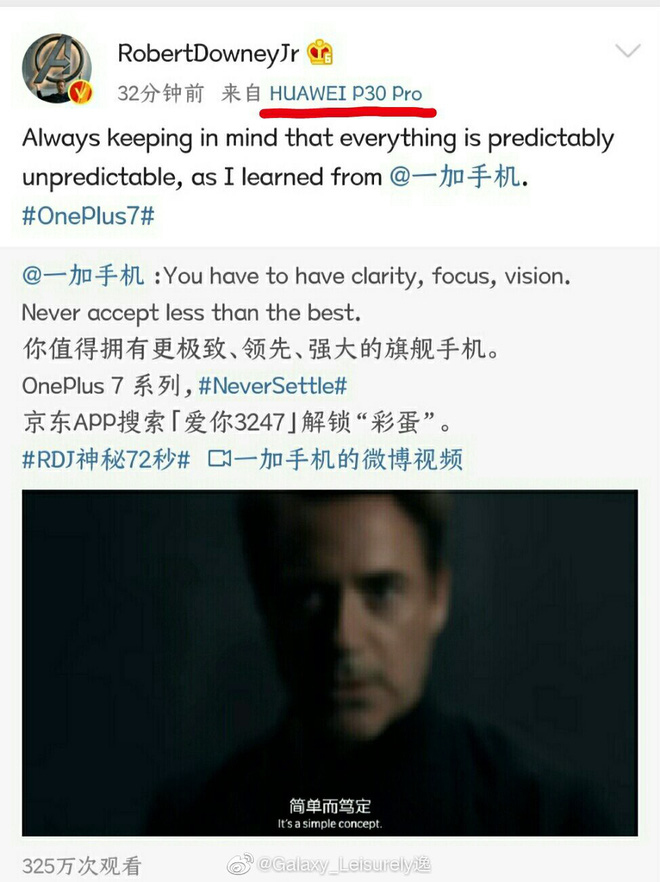 RobertDowneyJr
32分钟前 来自 HUAWEI P30 Pro
Always keeping in mind that everything is predictably
unpredictable, as I learned from @一加手机.
#OnePlus7#
@一加手机 :You have to have clarity, focus, vision.
Never accept less than the best.
你值得拥有更极致、领先、强大的旗舰手机。
OnePlus 7 系列, #NeverSettle#
京东APP搜索「爱你3247」解锁“彩蛋”。
#RDJ神秘72秒# 一加手机的微博视频
简单而笃定
It's a simple concept.
325万次观看
@Galaxy_Leisurely逸